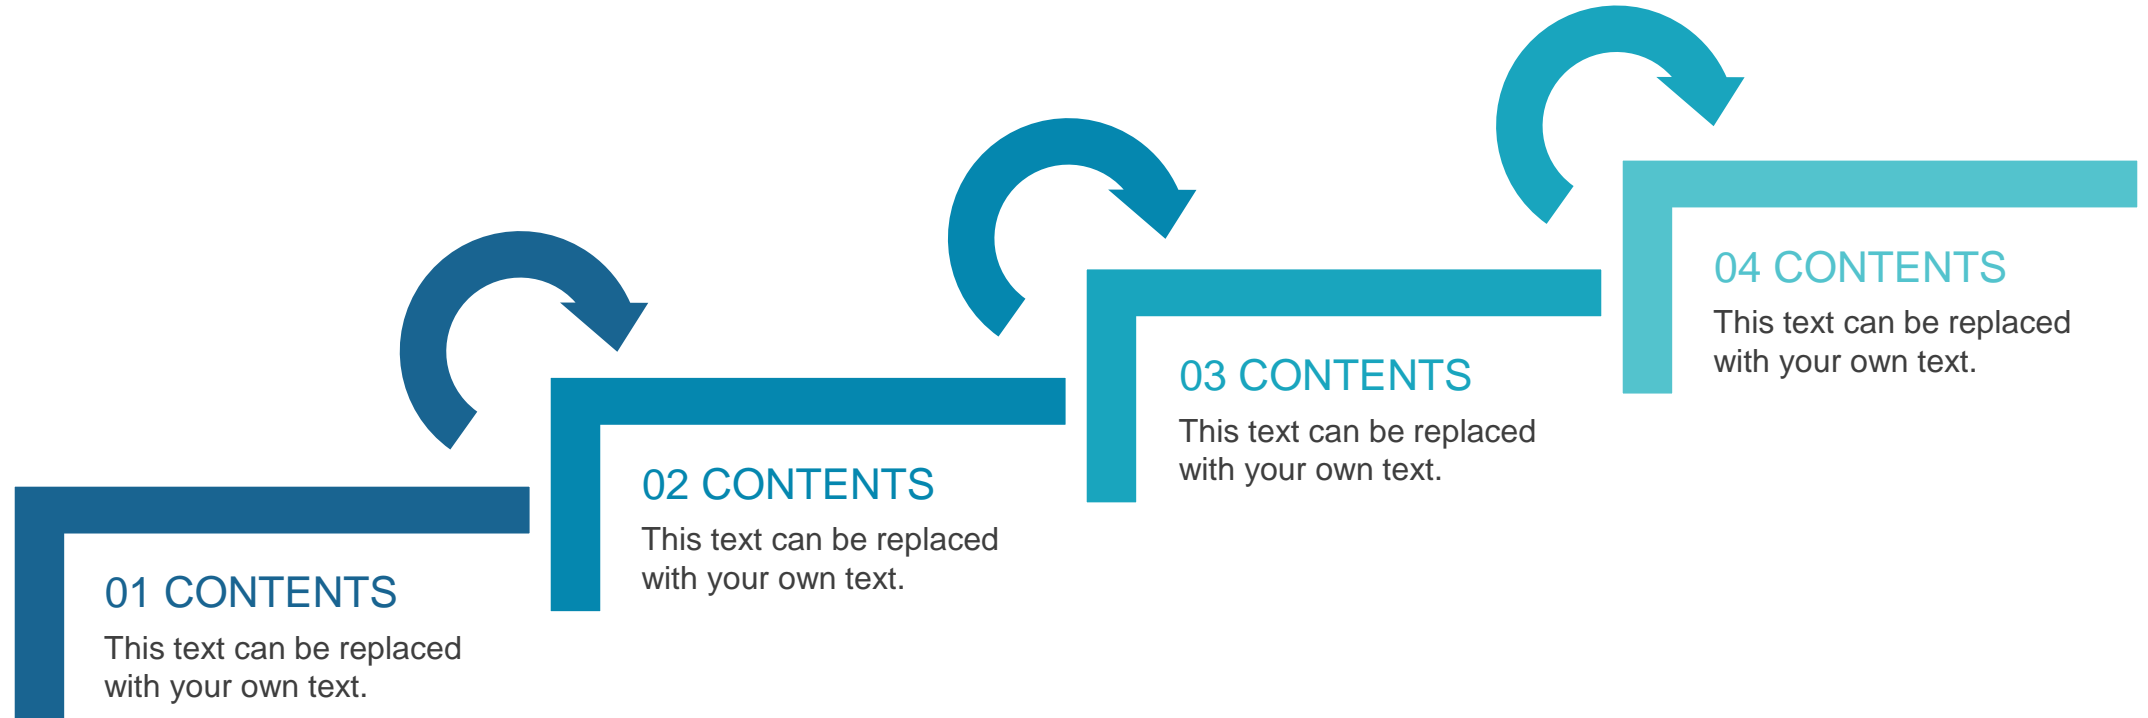 01 CONTENTS
This text can be replaced
with your own text.
02 CONTENTS
This text can be replaced
with your own text.
03 CONTENTS
This text can be replaced
with your own text.
04 CONTENTS
This text can be replaced
with your own text.